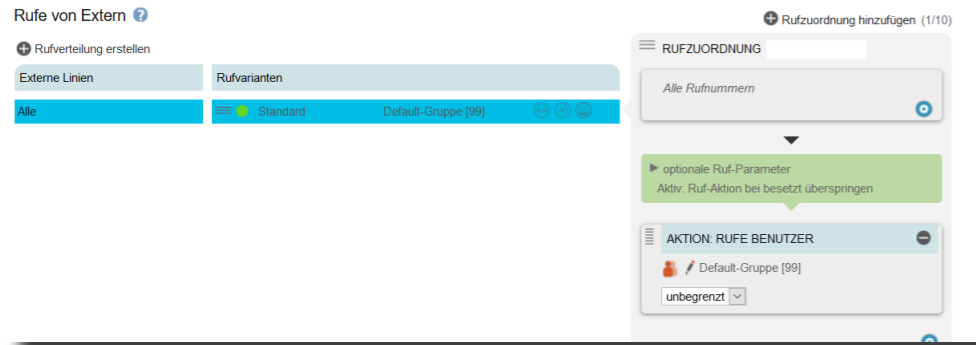 Rufe von Extern ?
Rufzuordnung hinzufügen (1/10)
Rufverteilung erstellen
Externe Linien Rufvarianten
Alle Standard Default-Gruppe [99]
RUFZUORDNUNG
Alle Rufnummern
optionale Ruf-Parameter
Aktiv: Ruf-Aktion bei besetzt überspringen
AKTION: RUFE BENUTZER
Default-Gruppe [99]
unbegrenzt